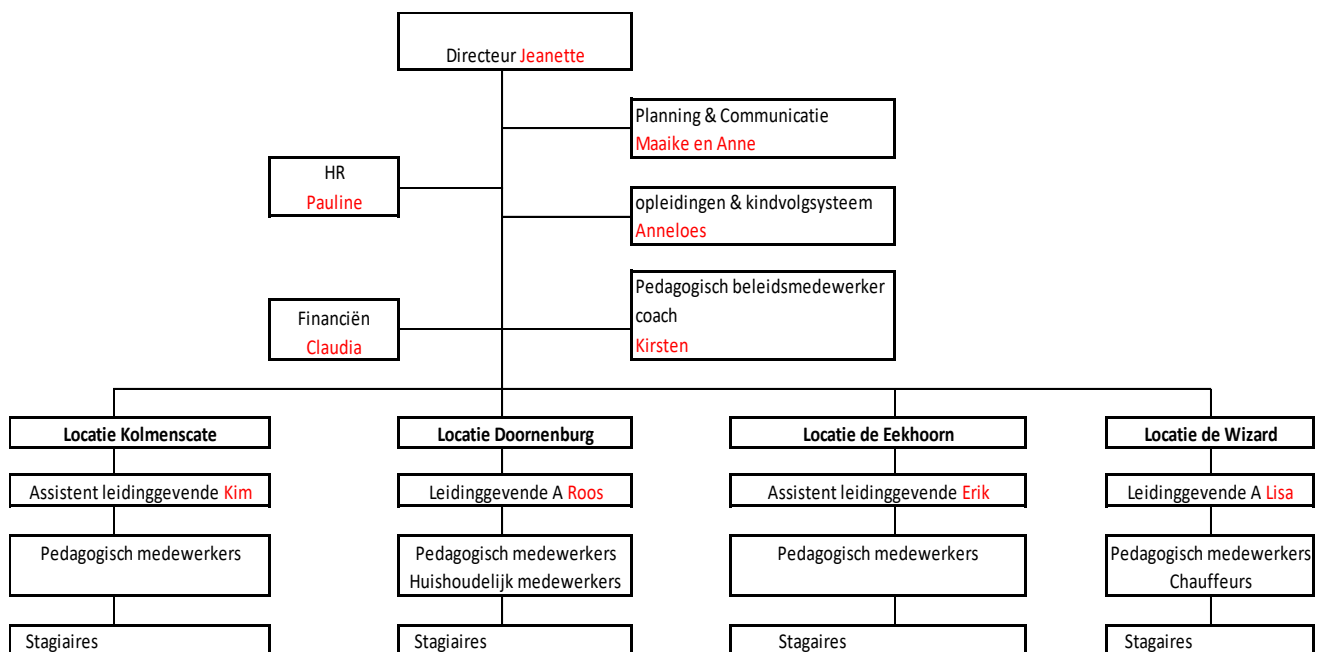 Directeur Jeanette
Planning & Communicatie
Maaike en Anne
HR
Pauline
opleidingen & kindvolgsysteem
Anneloes
Pedagogisch beleidsmedewerker
coach
Kirsten
Financiën
Claudia
Locatie Kolmenscate
Locatie Doornenburg
Locatie de Eekhoorn
Locatie de Wizard
Assistent leidinggevende Kim
Leidinggevende A Roos
Assistent leidinggevende Erik
Leidinggevende A Lisa
Pedagogisch medewerkers
Pedagogisch medewerkers
Huishoudelijk medewerkers
Pedagogisch medewerkers
Pedagogisch medewerkers
Chauffeurs
Stagiaires
Stagiaires
Stagaires
Stagaires